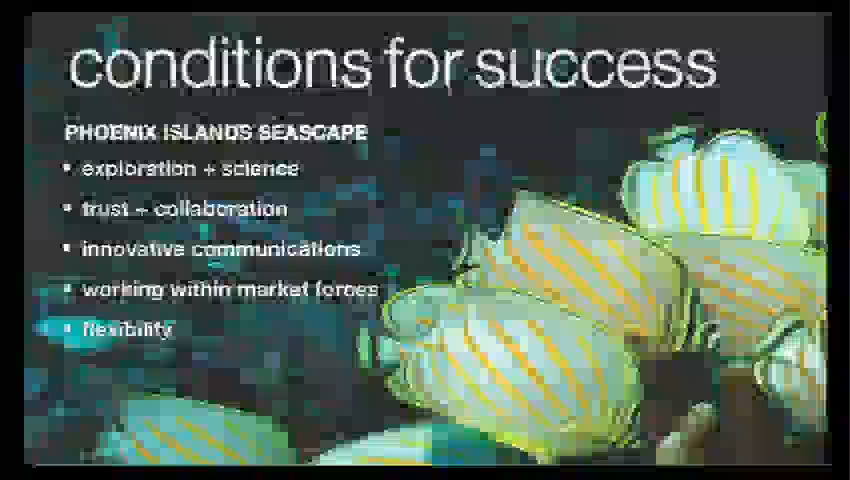 conditions for success
PHOENIX ISLANDS SEASCAPE
• exploration + science
• trust + collaboration
• innovative communications
• working within market forces
• flexibility